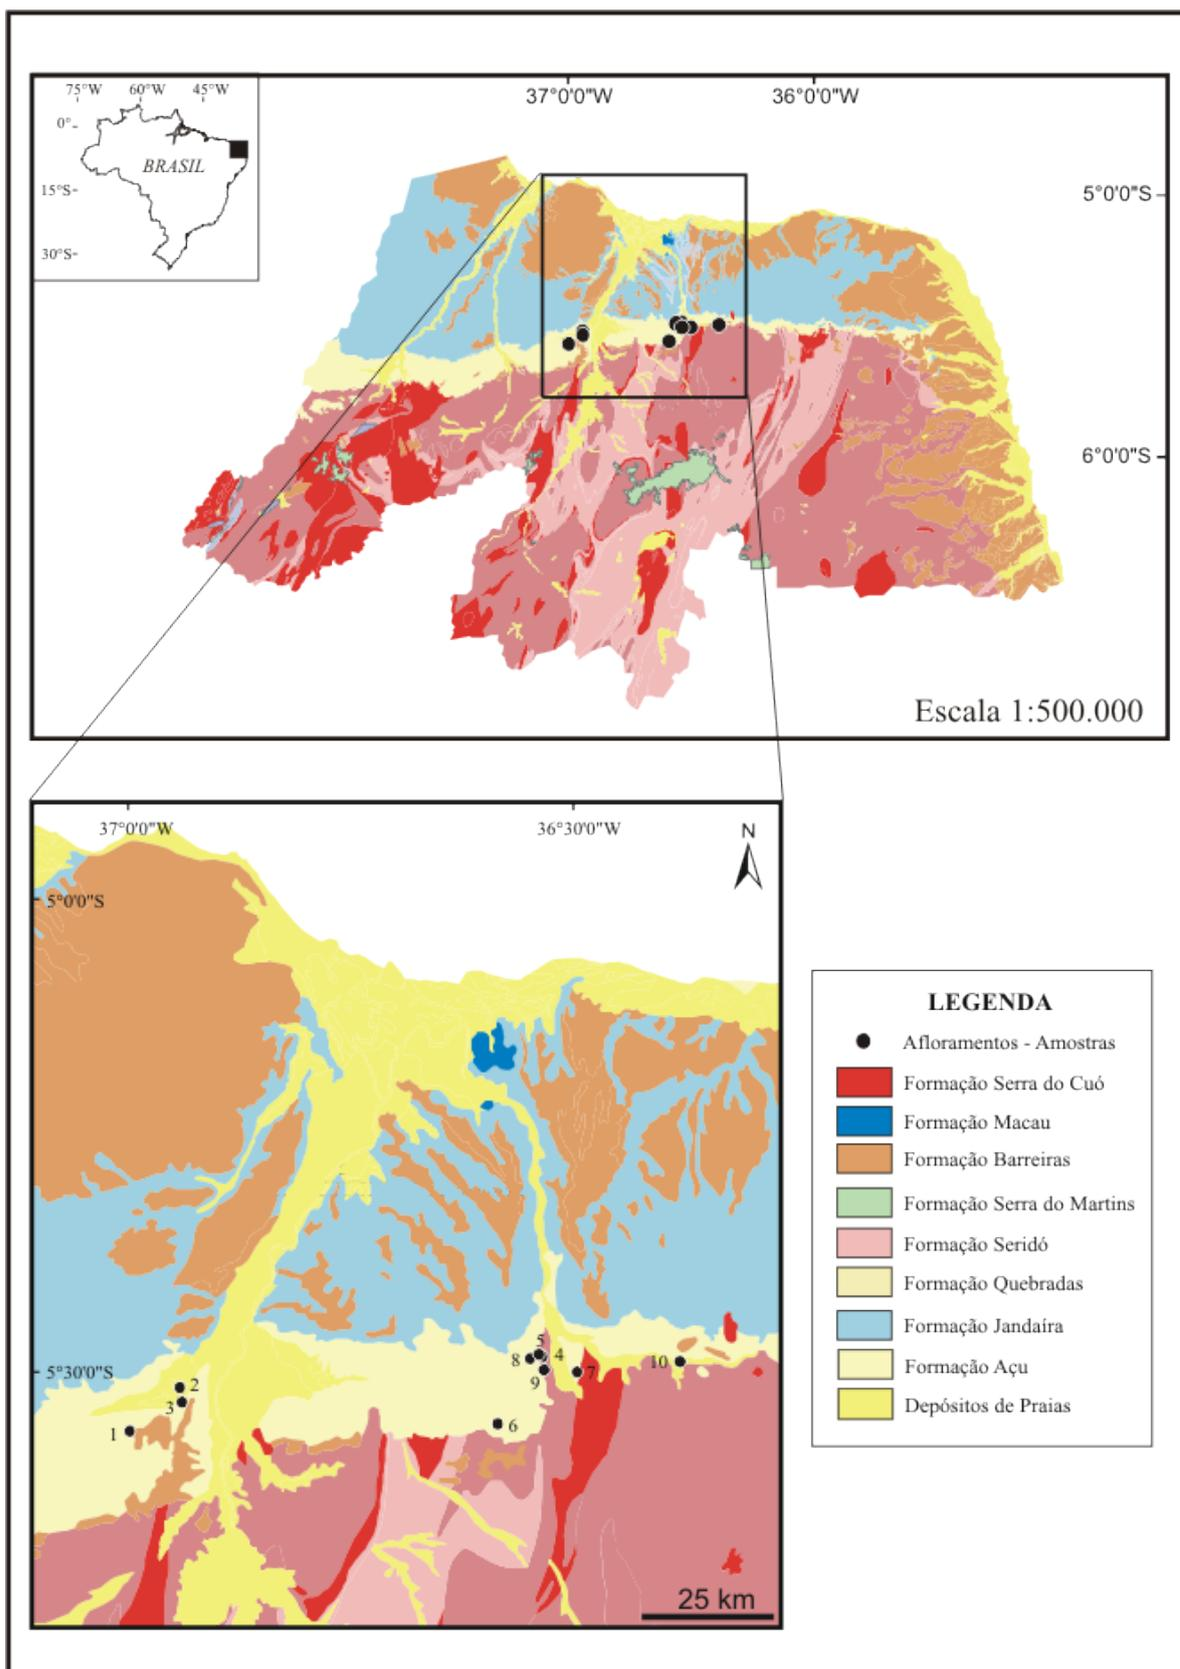 75°W 60°W 45°W
0°
BRASIL
15°S
30°S
37°0'0"W 36°0'0"W
5°0'0"S
6°0'0"S
Escala 1:500.000
37°0'0"W 36°30'0"W
N
5°0'0"S
5°30'0"S
1
2
3
4
5
6
7
8
9
10
25 km
LEGENDA
Afloramentos - Amostras
Formação Serra do Cuó
Formação Macau
Formação Barreiras
Formação Serra do Martins
Formação Seridó
Formação Quebradas
Formação Jandaíra
Formação Açu
Depósitos de Praias